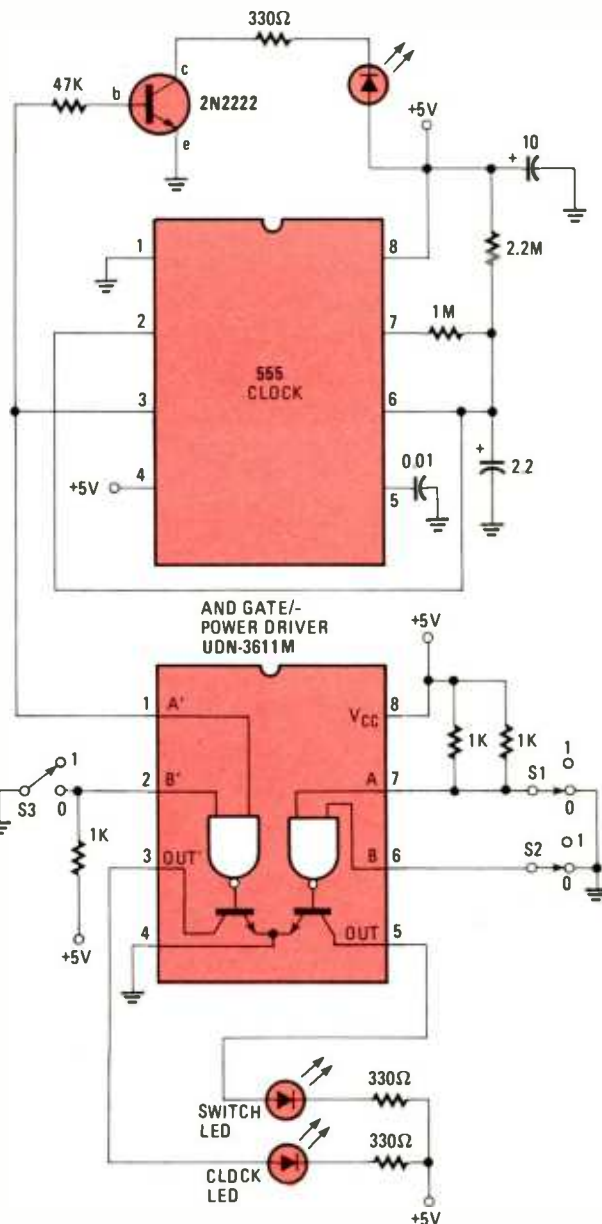 330Ω
47K
b
c
e
2N2222
+5V
+
10
1
8
2.2M
2
7
1M
555
CLOCK
3
6
+
2.2
+5V
4
0.01
5
AND GATE/-
POWER DRIVER
UDN-3611M
+5V
1
A'
VCC
8
1K
1K
S1
1
0
S3
1
0
2
B'
A
7
1K
3
OUT'
B
6
S2
1
0
+5V
4
OUT
5
SWITCH
LED
330Ω
CLOCK
LED
330Ω
+5V